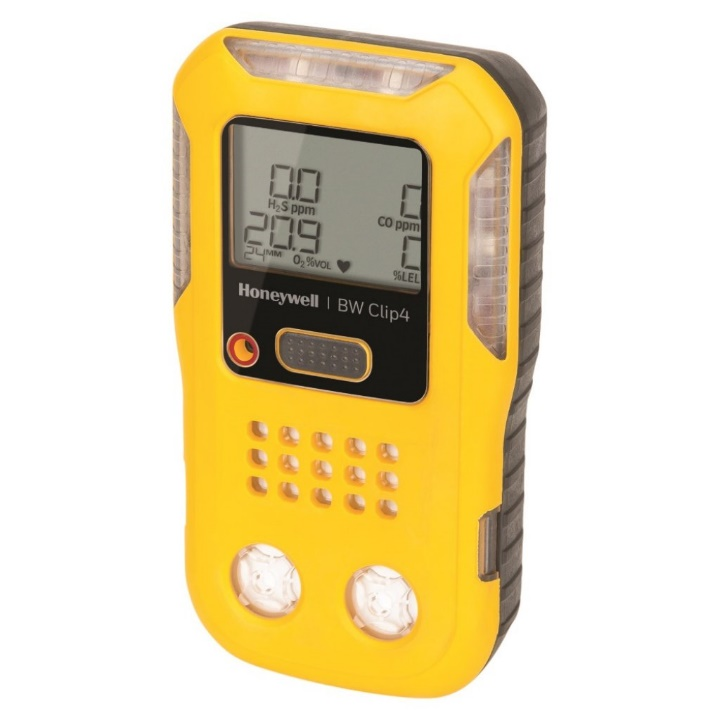 0.0 0
H₂S ppm CO ppm
20.9 0
24MM O₂ %VOL %LEL
Honeywell | BW Clip4